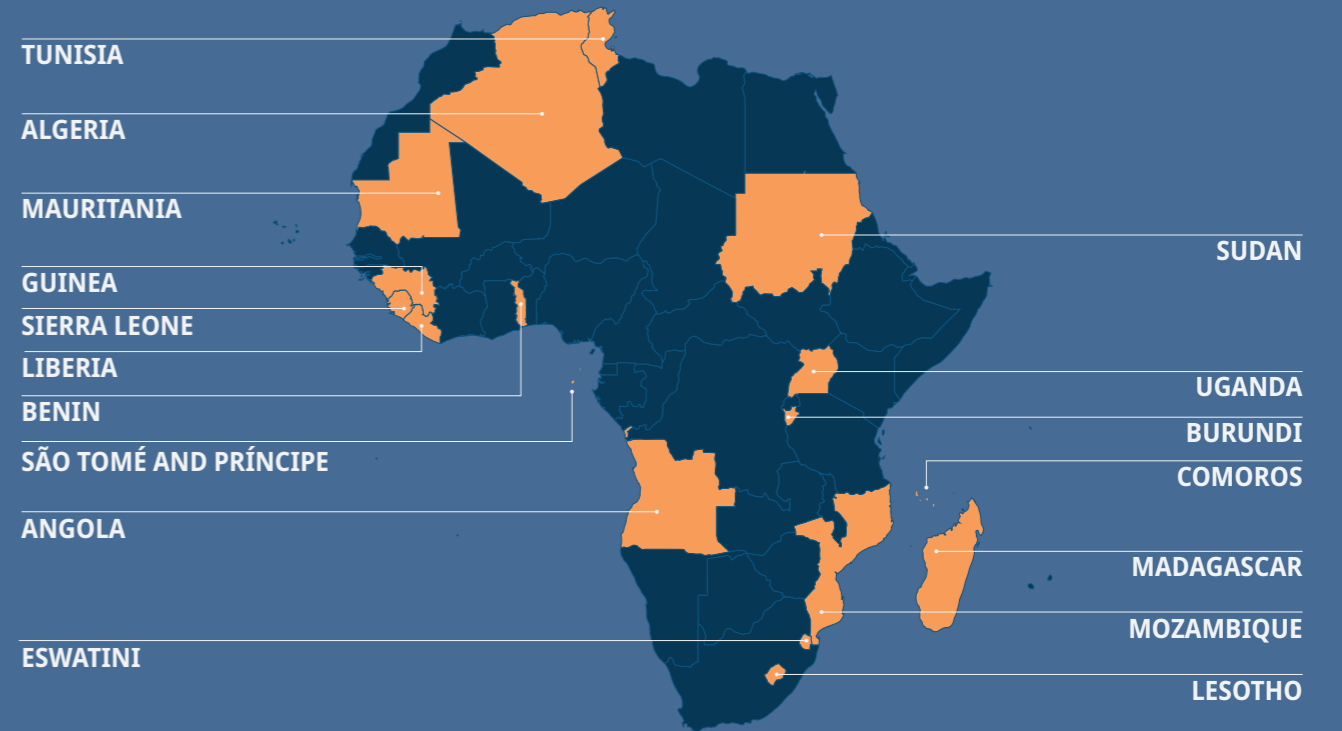 TUNISIA
ALGERIA
MAURITANIA
GUINEA
SIERRA LEONE
LIBERIA
BENIN
SÃO TOMÉ AND PRÍNCIPE
ANGOLA
ESWATINI
SUDAN
UGANDA
BURUNDI
COMOROS
MADAGASCAR
MOZAMBIQUE
LESOTHO